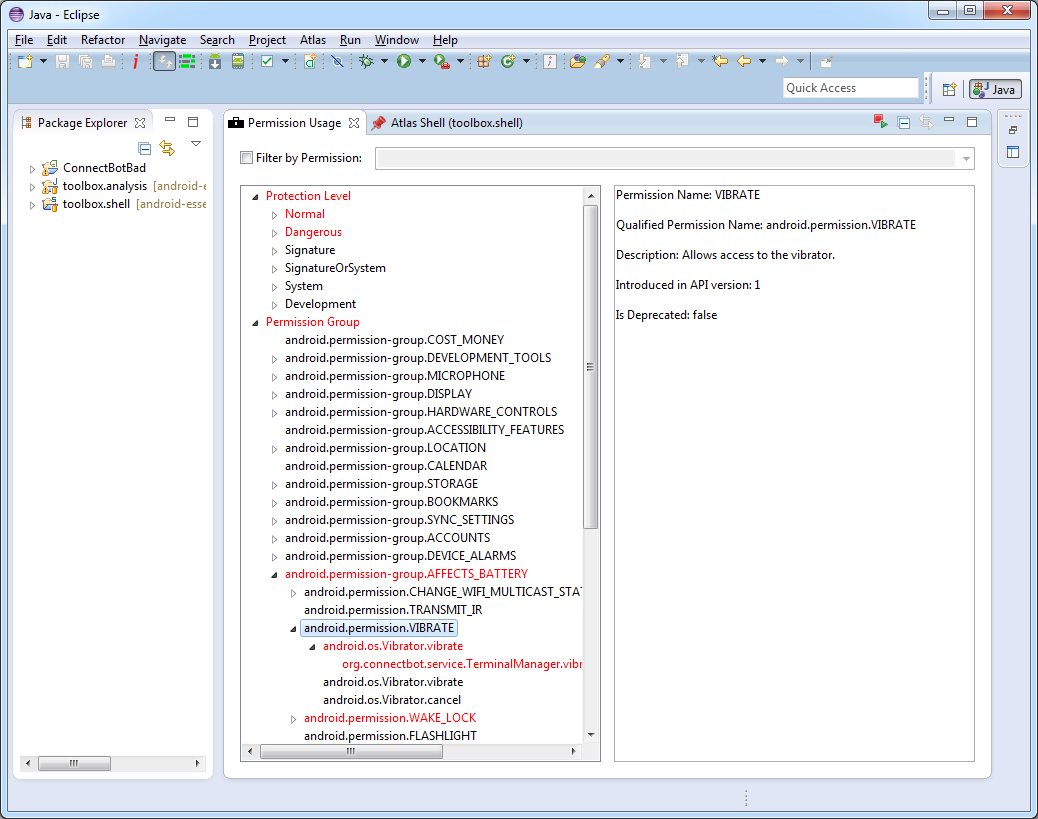 Java - Eclipse
File Edit Refactor Navigate Search Project Atlas Run Window Help
Quick Access
Java
Package Explorer
ConnectBotBad
toolbox.analysis [android-e
toolbox.shell [android-esse
Permission Usage
Atlas Shell (toolbox.shell)
Filter by Permission:
Protection Level
Normal
Dangerous
Signature
SignatureOrSystem
System
Development
Permission Group
android.permission-group.COST_MONEY
android.permission-group.DEVELOPMENT_TOOLS
android.permission-group.MICROPHONE
android.permission-group.DISPLAY
android.permission-group.HARDWARE_CONTROLS
android.permission-group.ACCESSIBILITY_FEATURES
android.permission-group.LOCATION
android.permission-group.CALENDAR
android.permission-group.STORAGE
android.permission-group.BOOKMARKS
android.permission-group.SYNC_SETTINGS
android.permission-group.ACCOUNTS
android.permission-group.DEVICE_ALARMS
android.permission-group.AFFECTS_BATTERY
android.permission.CHANGE_WIFI_MULTICAST_STAT
android.permission.TRANSMIT_IR
android.permission.VIBRATE
android.os.Vibrator.vibrate
org.connectbot.service.TerminalManager.vibr
android.os.Vibrator.vibrate
android.os.Vibrator.cancel
android.permission.WAKE_LOCK
android.permission.FLASHLIGHT
Permission Name: VIBRATE
Qualified Permission Name: android.permission.VIBRATE
Description: Allows access to the vibrator.
Introduced in API version: 1
Is Deprecated: false